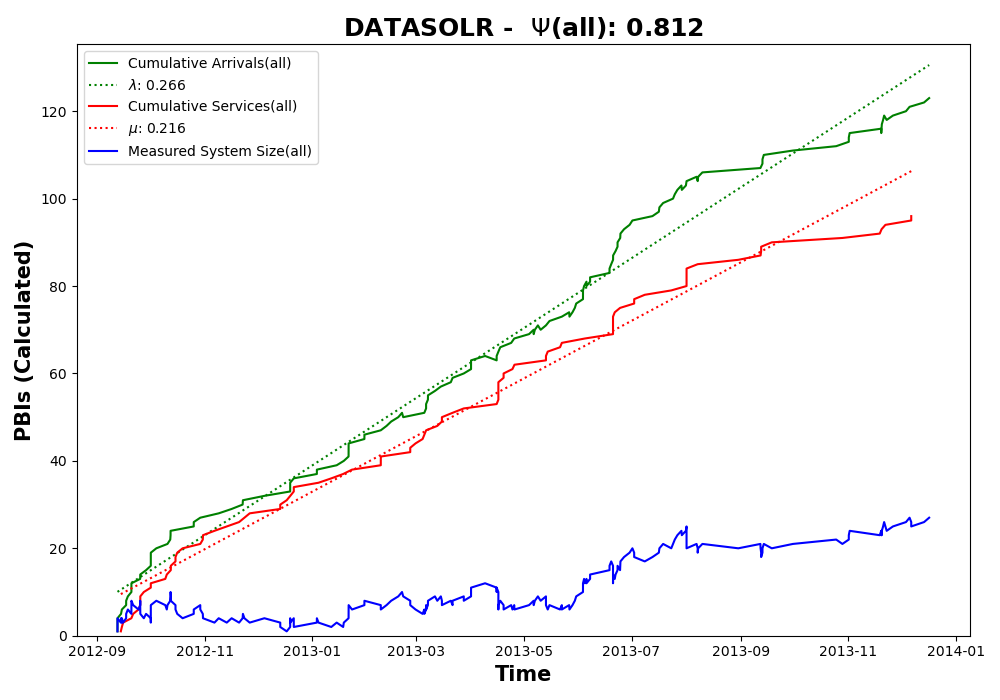 DATASOLR - Ψ(all): 0.812
Cumulative Arrivals(all)
λ: 0.266
Cumulative Services(all)
μ: 0.216
Measured System Size(all)
PBIs (Calculated)
120
100
80
60
40
20
0
2012-09 2012-11 2013-01 2013-03 2013-05 2013-07 2013-09 2013-11 2014-01
Time